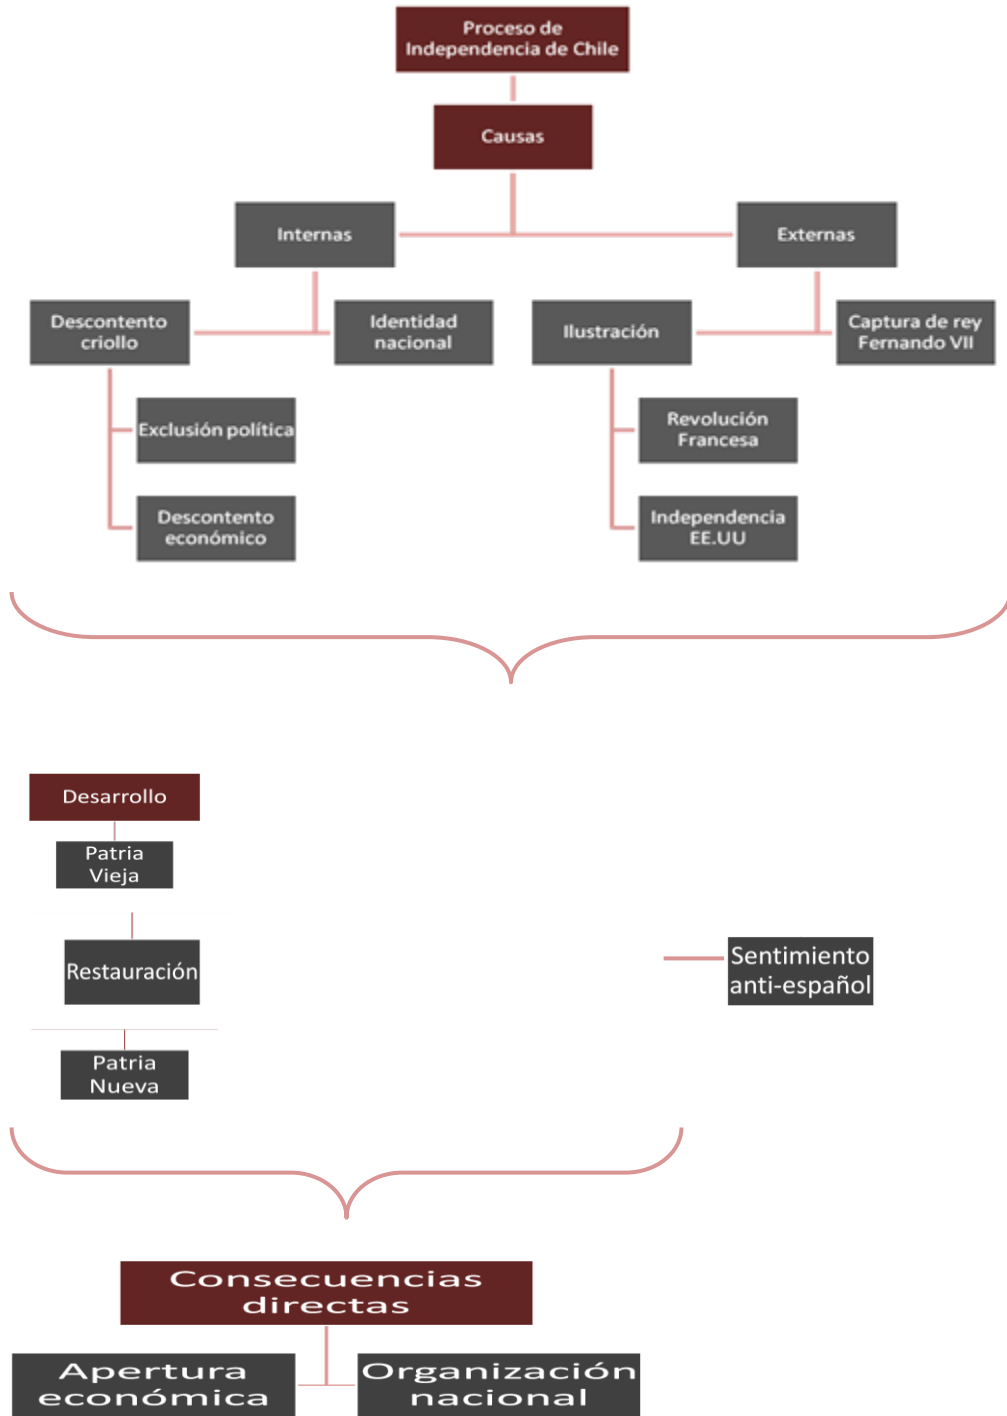 Proceso de
Independencia de Chile
Causas
Internas
Externas
Descontento
criollo
Identidad
nacional
Ilustración
Captura de rey
Fernando VII
Exclusión política
Revolución
Francesa
Descontento
económico
Independencia
EE.UU
Desarrollo
Patria
Vieja
Restauración
Sentimiento
anti-español
Patria
Nueva
Consecuencias
directas
Apertura
económica
Organización
nacional